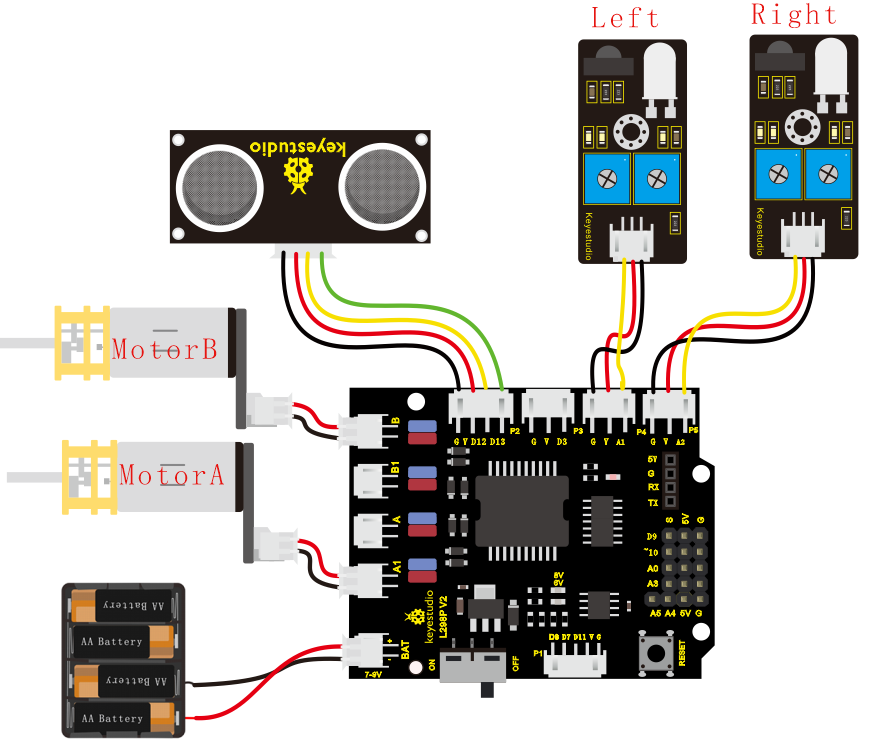 Left
Right
keyestudio
Keyestudio
Keyestudio
MotorB
MotorA
B
B1
A
A1
P2
P3
P4
P5
G V D12 D13
G V D3
G V A1
G V A2
5V
G
RX
TX
S 5V G
D9
~10
A0
A3
A5 A4 5V G
5V
6V
keyestudio
L298P V2
BAT
+
-
7-9V
ON
OFF
P1
D8 D7 D11 V G
RESET
AA Battery
AA Battery
AA Battery
AA Battery